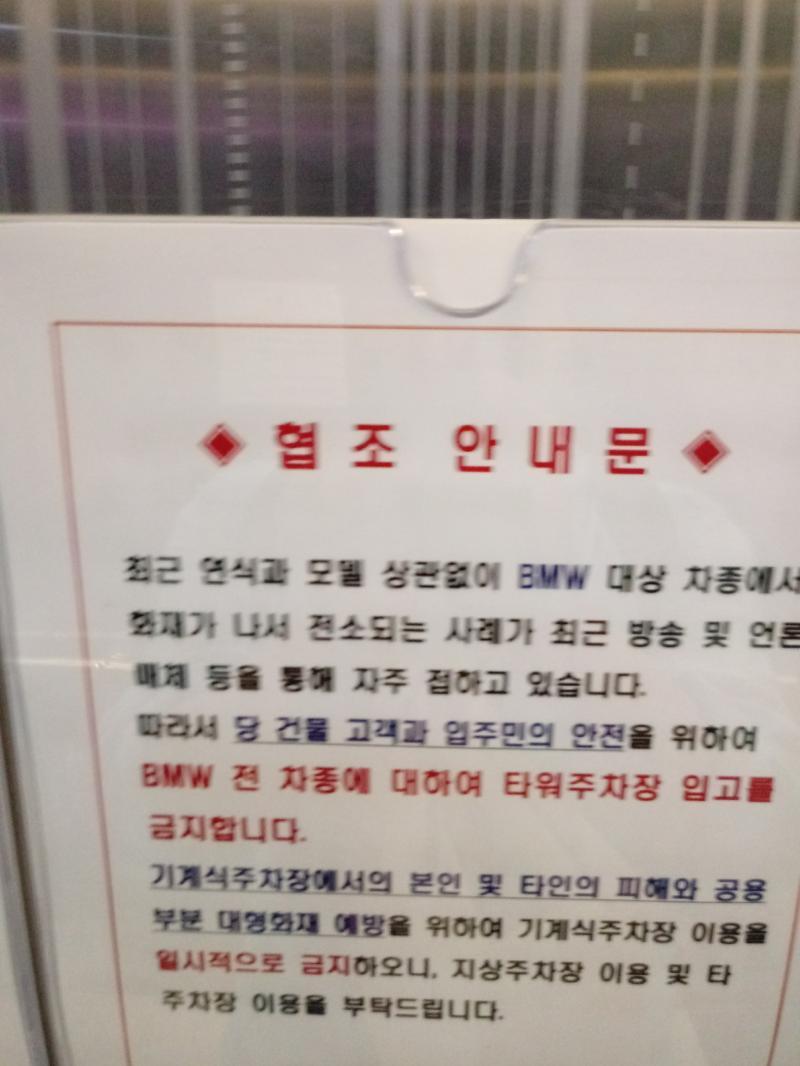 ◆ 협 조 안 내 문 ◆
최근 연식과 모델 상관없이 BMW 대상 차종에서
화재가 나서 전소되는 사례가 최근 방송 및 언론
매체 등을 통해 자주 접하고 있습니다.
따라서 당 건물 고객과 입주민의 안전을 위하여
BMW 전 차종에 대하여 타워주차장 입고를
금지합니다.
기계식주차장에서의 본인 및 타인의 피해와 공용
부분 대형화재 예방을 위하여 기계식주차장 이용을
일시적으로 금지하오니, 지상주차장 이용 및 타
주차장 이용을 부탁드립니다.